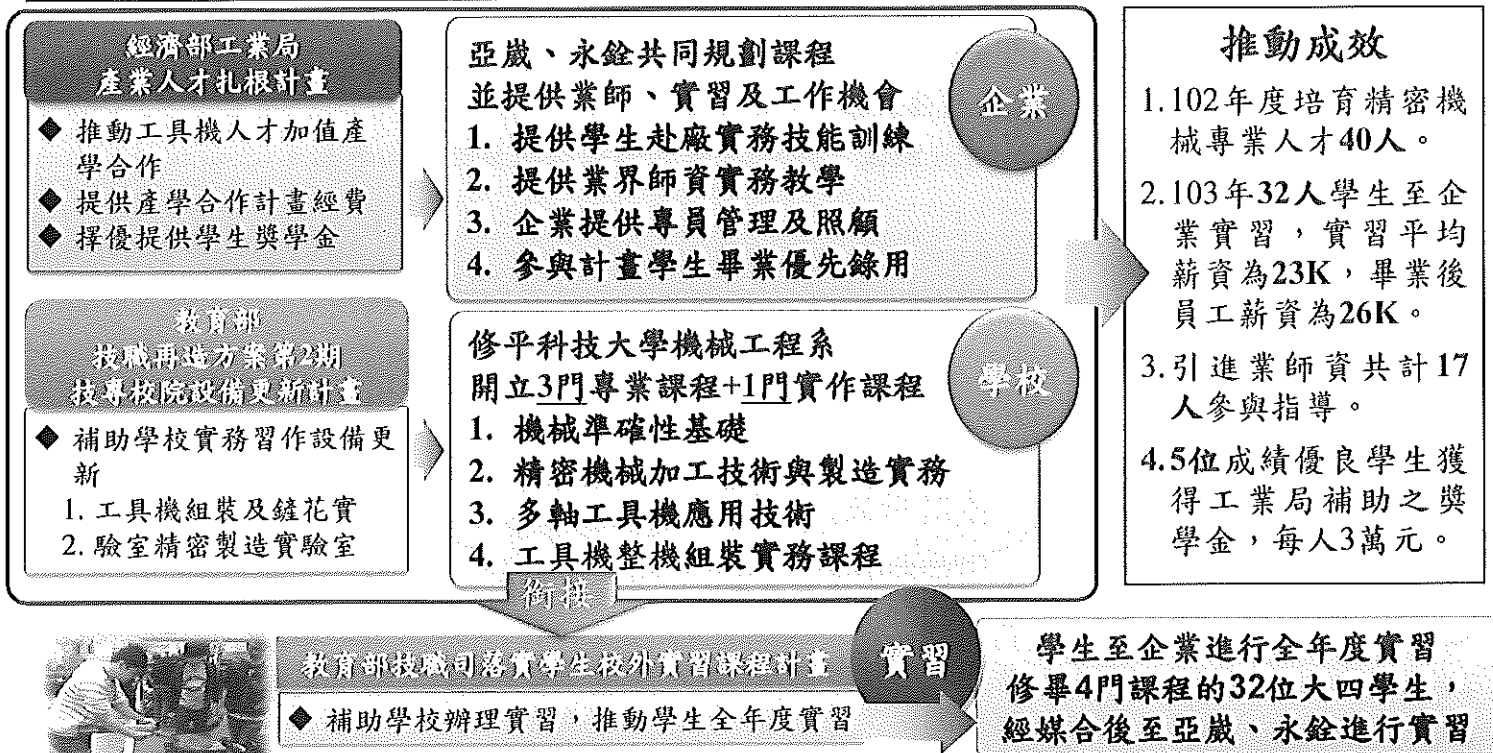 經濟部工業局
產業人才扎根計畫
◆ 推動工具機人才加值產
學合作
◆ 提供產學合作計畫經費
◆ 擇優提供學生獎學金
亞崴、永銓共同規劃課程
並提供業師、實習及工作機會
1. 提供學生赴廠實務技能訓練
2. 提供業界師資實務教學
3. 企業提供專員管理及照顧
4. 參與計畫學生畢業優先錄用
企業
教育部
技職再造方案第2期
技專校院設備更新計畫
◆ 補助學校實務習作設備更
新
1. 工具機組裝及鏟花實
2. 驗室精密製造實驗室
修平科技大學機械工程系
開立3門專業課程+1門實作課程
1. 機械準確性基礎
2. 精密機械加工技術與製造實務
3. 多軸工具機應用技術
4. 工具機整機組裝實務課程
學校
銜接
推動成效
1.102年度培育精密機
械專業人才40人。
2.103年32人學生至企
業實習，實習平均
薪資為23K，畢業後
員工薪資為26K。
3.引進業師資共計17
人參與指導。
4.5位成績優良學生獲
得工業局補助之獎
學金，每人3萬元。
教育部技職司落實學生校外實習課程計畫
◆ 補助學校辦理實習，推動學生全年度實習
實習
學生至企業進行全年度實習
修畢4門課程的32位大四學生，
經媒合後至亞崴、永銓進行實習